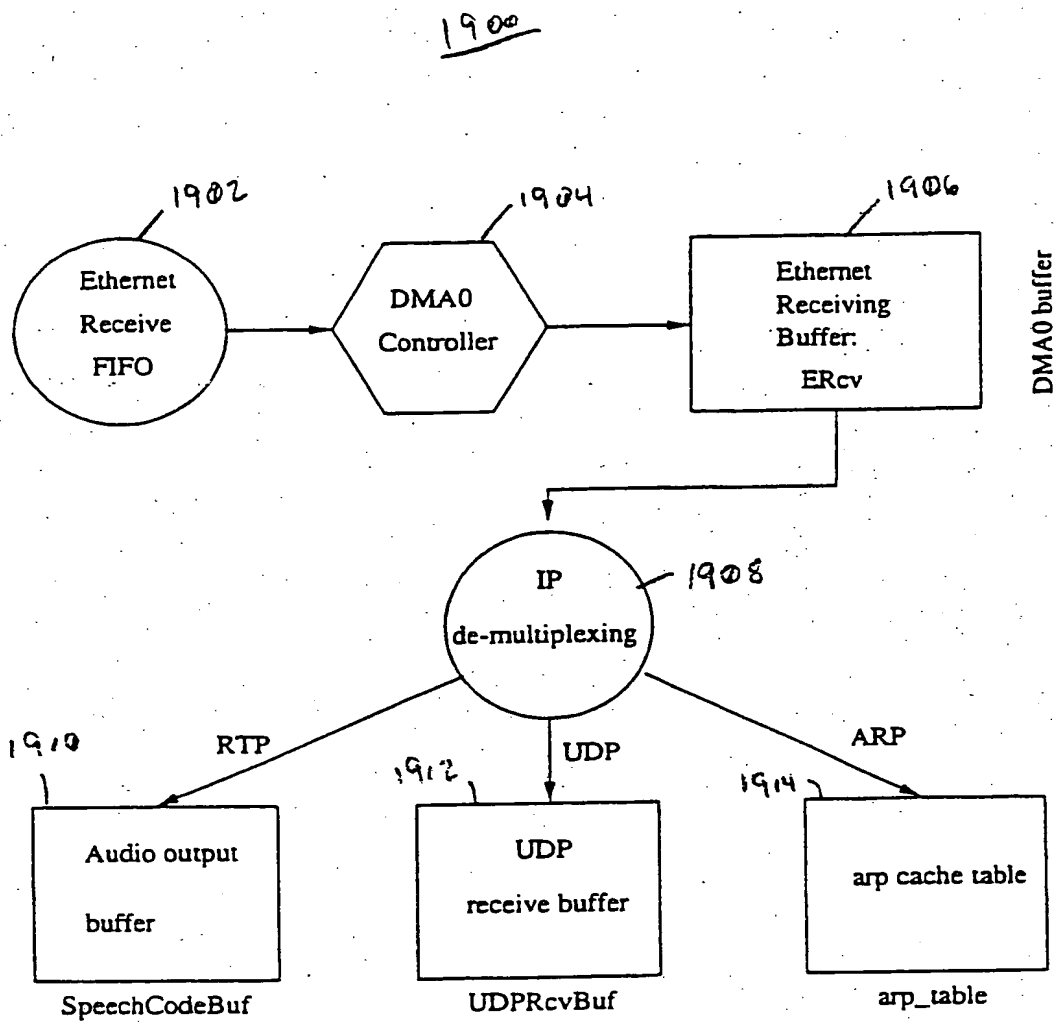 1900
1902
1904
1906
Ethernet
Receive
FIFO
DMA0
Controller
Ethernet
Receiving
Buffer:
ERcv
DMA0 buffer
IP
de-multiplexing
1908
RTP
UDP
ARP
1910
1912
1914
Audio output
buffer
UDP
receive buffer
arp cache table
SpeechCodeBuf
UDPRcvBuf
arp_table